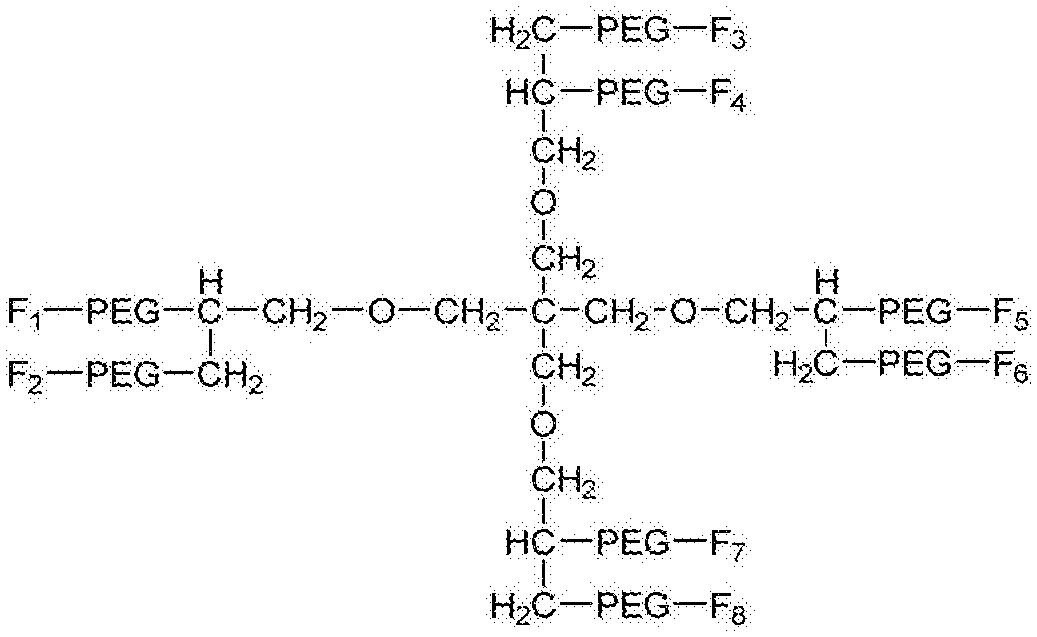 H₂C—PEG—F₃
HC—PEG—F₄
CH₂
O
CH₂
H H
F₁—PEG—C—CH₂—O—CH₂—C—CH₂—O—CH₂—C—PEG—F₅
F₂—PEG—CH₂ CH₂ H₂C—PEG—F₆
O
CH₂
HC—PEG—F₇
H₂C—PEG—F₈